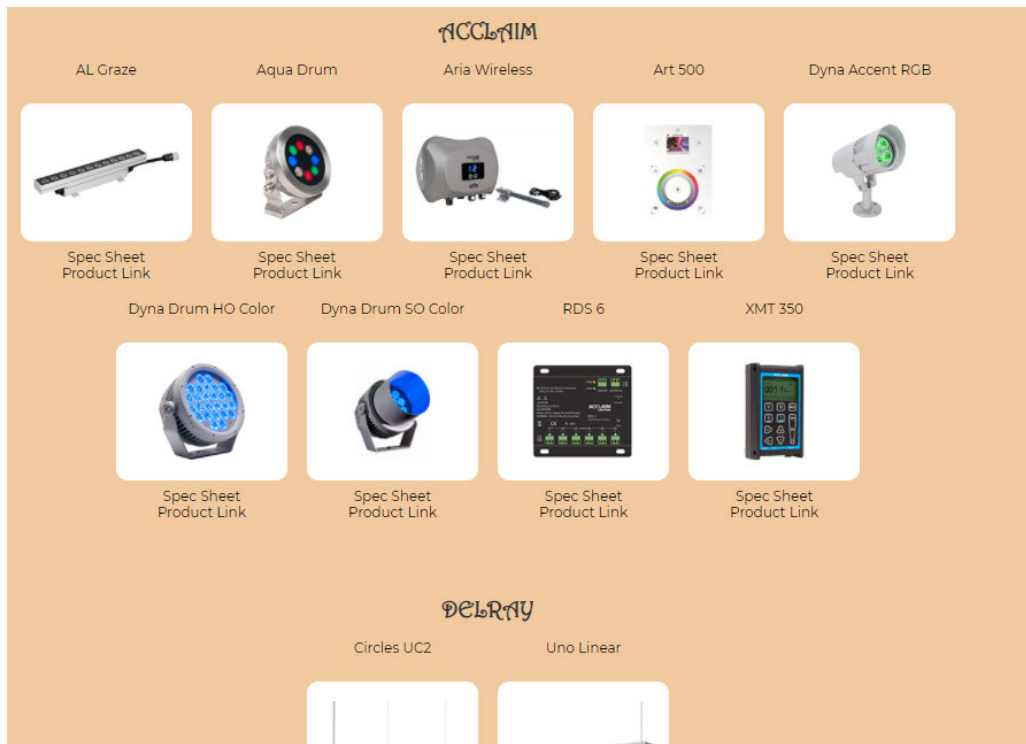 ACCLAIM
AL Graze
Aqua Drum
Aria Wireless
Art 500
Dyna Accent RGB
Spec Sheet
Product Link
Spec Sheet
Product Link
Spec Sheet
Product Link
Spec Sheet
Product Link
Spec Sheet
Product Link
Dyna Drum HO Color
Dyna Drum SO Color
RDS 6
XMT 350
ACCLAIM
Spec Sheet
Product Link
Spec Sheet
Product Link
Spec Sheet
Product Link
Spec Sheet
Product Link
DELRAY
Circles UC2
Uno Linear